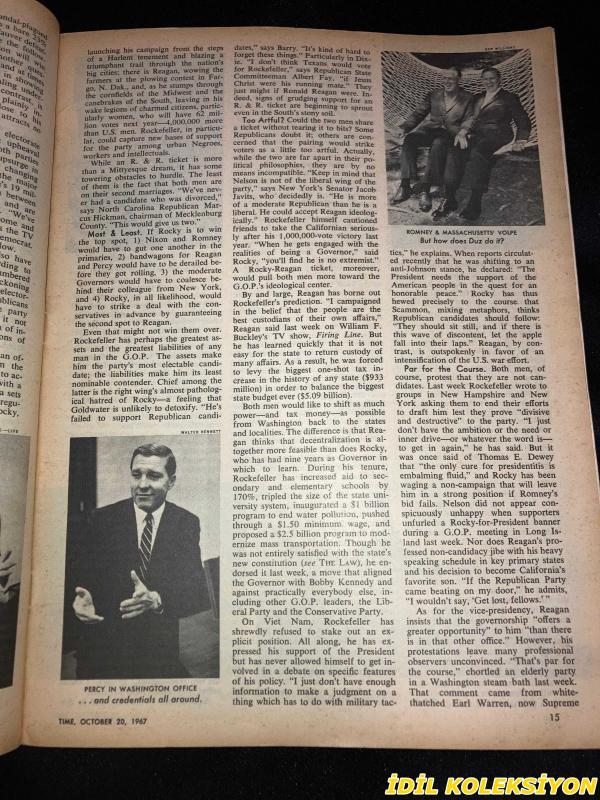 launching his campaign from the steps
of a Harlem tenement and blazing a
triumphant trail through the nation's
big cities; there is Reagan, wowing the
farmers at the plowing contest in Far-
go, N. Dak., and, as he stumps through
the cornfields of the Midwest and the
canebrakes of the South, leaving in his
wake legions of charmed citizens, partic-
ularly women, who will have 62 mil-
lion votes next year—4,000,000 more
than U.S. men. Rockefeller, in particu-
lar, could capture new bases of support
for the party among urban Negroes,
workers and intellectuals.
While an R. & R. ticket is more
than a Mittyesque dream, it has some
towering obstacles to hurdle. The least
of them is the fact that both men are
on their second marriages. "We've nev-
er had a candidate who was divorced,"
says North Carolina Republican Mar-
cus Hickman, chairman of Mecklenburg
County. "This would give us two."
Most & Least. If Rocky is to win
the top spot, 1) Nixon and Romney
would have to gut one another in the
primaries, 2) bandwagons for Reagan
and Percy would have to be derailed be-
fore they got rolling, 3) the moderate
Governors would have to coalesce be-
hind their colleague from New York,
and 4) Rocky, in all likelihood, would
have to strike a deal with the con-
servatives in advance by guaranteeing
the second spot to Reagan.
Even that might not win them over.
Rockefeller has perhaps the greatest as-
sets and the greatest liabilities of any
man in the G.O.P. The assets make
him the party's most electable candi-
date; the liabilities make him its least
nominable contender. Chief among the
latter is the right wing's almost patholog-
ical hatred of Rocky—a feeling that
Goldwater is unlikely to detoxify. "He's
failed to support Republican candi-
WALTER BENNETT
PERCY IN WASHINGTON OFFICE
. . . and credentials all around.
TIME, OCTOBER 20, 1967
dates," says Barry. "It's kind of hard to
forget these things." Particularly in Dix-
ie. "I don't think Texans would vote
for Rockefeller," says Republican State
Committeeman Albert Fay, "if Jesus
Christ were his running mate." They
just might if Ronald Reagan were. In-
deed, signs of grudging support for an
R. & R. ticket are beginning to sprout
even in the South's stony soil.
Too Artful? Could the two men share
a ticket without tearing it to bits? Some
Republicans doubt it; others are con-
cerned that the pairing would strike
voters as a little too artful. Actually,
while the two are far apart in their po-
litical philosophies, they are by no
means incompatible. "Keep in mind that
Nelson is not of the liberal wing of the
party," says New York's Senator Jacob
Javits, who decidedly is. "He is more
of a moderate Republican than he is a
liberal. He could accept Reagan ideolog-
ically." Rockefeller himself cautioned
friends to take the Californian serious-
ly after his 1,000,000-vote victory last
year. "When he gets engaged with the
realities of being a Governor," said
Rocky, "you'll find he is no extremist."
A Rocky-Reagan ticket, moreover,
would pull both men more toward the
G.O.P.'s ideological center.
By and large, Reagan has borne out
Rockefeller's prediction. "I campaigned
in the belief that the people are the
best custodians of their own affairs,"
Reagan said last week on William F.
Buckley's TV show, Firing Line. But
he has learned quickly that it is not
easy for the state to return custody of
many affairs. As a result, he was forced
to levy the biggest one-shot tax in-
crease in the history of any state ($933
million) in order to balance the biggest
state budget ever ($5.09 billion).
Both men would like to shift as much
power—and tax money—as possible
from Washington back to the states
and localities. The difference is that Rea-
gan thinks that decentralization is al-
together more feasible than does Rocky,
who has had nine years as Governor in
which to learn. During his tenure,
Rockefeller has increased aid to sec-
ondary and elementary schools by
170%, tripled the size of the state uni-
versity system, inaugurated a $1 billion
program to end water pollution, pushed
through a $1.50 minimum wage, and
proposed a $2.5 billion program to mod-
ernize mass transportation. Though he
was not entirely satisfied with the state's
new constitution (see THE LAW), he en-
dorsed it last week, a move that aligned
the Governor with Bobby Kennedy and
against practically everybody else, in-
cluding other G.O.P. leaders, the Lib-
eral Party and the Conservative Party.
On Viet Nam, Rockefeller has
shrewdly refused to stake out an ex-
plicit position. All along, he has ex-
pressed his support of the President
but has never allowed himself to get in-
volved in a debate on specific features
of his policy. "I just don't have enough
information to make a judgment on a
thing which has to do with military tac-
ROMNEY & MASSACHUSETTS' VOLPE
But how does Duz do it?
tics," he explains. When reports circulat-
ed recently that he was shifting to an
anti-Johnson stance, he declared: "The
President needs the support of the
American people in the quest for an
honorable peace." Rocky has thus
hewed precisely to the course that
Scammon, mixing metaphors, thinks
Republican candidates should follow:
"They should sit still, and if there is
this wave of discontent, let the apple
fall into their laps." Reagan, by con-
trast, is outspokenly in favor of an
intensification of the U.S. war effort.
Par for the Course. Both men, of
course, protest that they are not can-
didates. Last week Rockefeller wrote to
groups in New Hampshire and New
York asking them to end their efforts
to draft him lest they prove "divisive
and destructive" to the party. "I just
don't have the ambition or the need or
inner drive—or whatever the word is—
to get in again," he has said. But it
was once said of Thomas E. Dewey
that "the only cure for presidentitis is
embalming fluid," and Rocky has been
waging a non-campaign that will leave
him in a strong position if Romney's
bid fails. Nelson did not appear con-
spicuously unhappy when supporters
unfurled a Rocky-for-President banner
during a G.O.P. meeting in Long Is-
land last week. Nor does Reagan's pro-
fessed non-candidacy jibe with his heavy
speaking schedule in key primary states
and his decision to become California's
favorite son. "If the Republican Party
came beating on my door," he admits,
"I wouldn't say, 'Get lost, fellows.' "
As for the vice-presidency, Reagan
insists that the governorship "offers a
greater opportunity" to him "than there
is in that other office." However, his
protestations leave many professional
observers unconvinced. "That's par for
the course," chortled an elderly party
in a Washington steam bath last week.
That comment came from white-
thatched Earl Warren, now Supreme
15
İDİL KOLEKSİYON